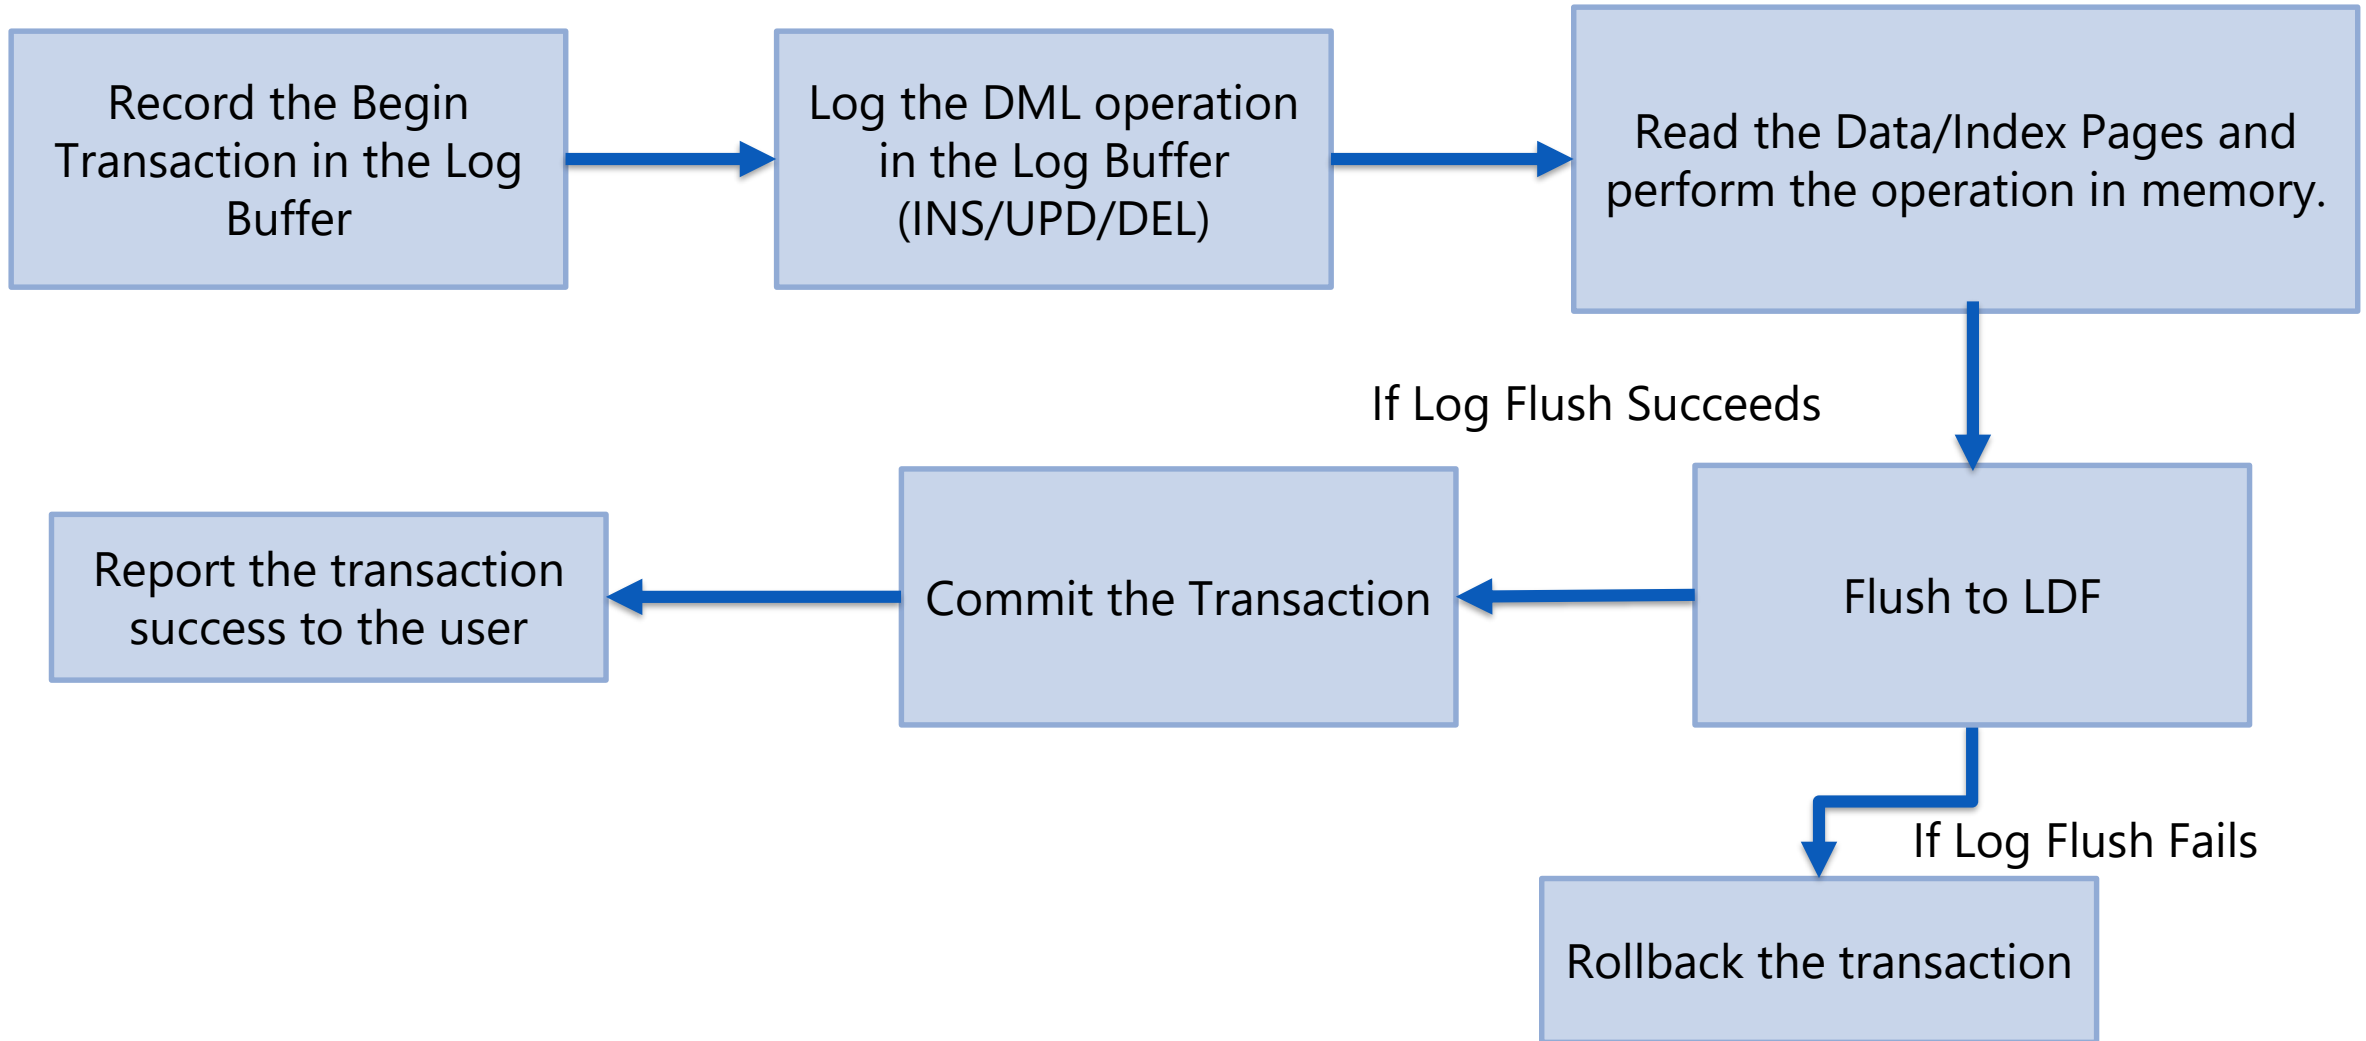 Record the Begin
Transaction in the Log
Buffer
Log the DML operation
in the Log Buffer
(INS/UPD/DEL)
Read the Data/Index Pages and
perform the operation in memory.
If Log Flush Succeeds
Flush to LDF
Commit the Transaction
Report the transaction
success to the user
If Log Flush Fails
Rollback the transaction